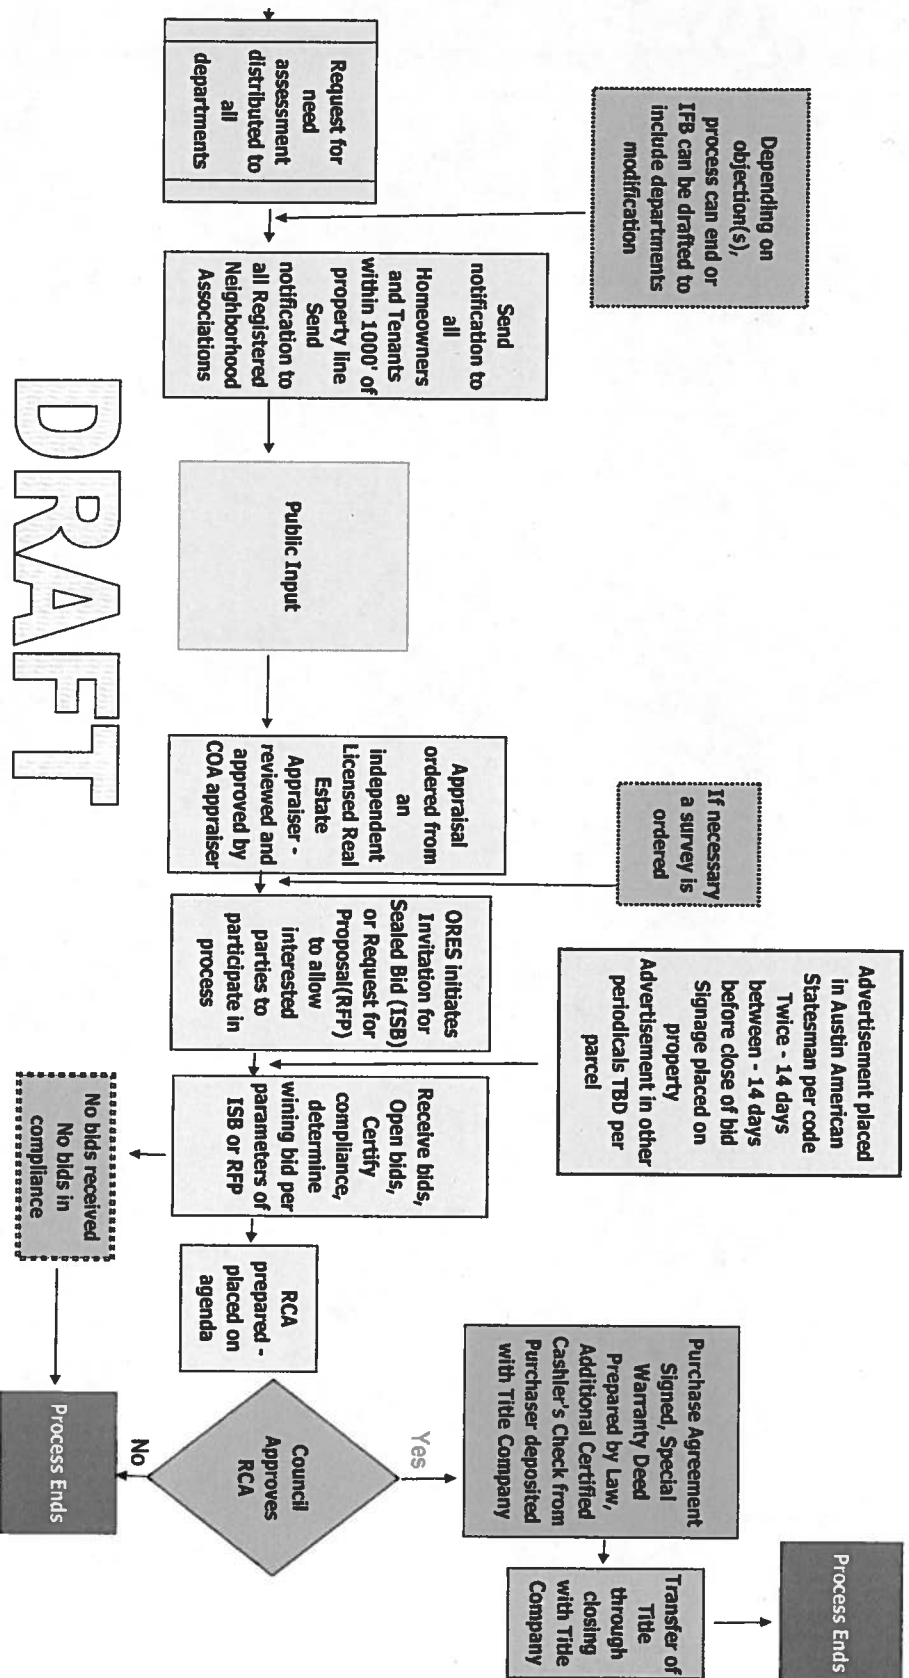 Request for
need
assessment
distributed to
all
departments
Depending on
objection(s),
process can end or
IFB can be drafted to
include departments
modification
Send
notification to
all
Homeowners
and Tenants
within 1000' of
property line
Send
notification to
all Registered
Neighborhood
Associations
Public Input
Appraisal
ordered from
an
independent
Licensed Real
Estate
Appraiser -
reviewed and
approved by
COA appraiser
If necessary
a survey is
ordered
ORES initiates
Invitation for
Sealed Bid (ISB)
or Request for
Proposal(RFP)
to allow
interested
parties to
participate in
process
Advertisement placed
in Austin American
Statesman per code
Twice - 14 days
between - 14 days
before close of bid
Signage placed on
property
Advertisement in other
periodicals TBD per
parcel
Receive bids,
Open bids,
Certify
compliance,
determine
wining bid per
parameters of
ISB or RFP
No bids received
No bids in
compliance
RCA
prepared -
placed on
agenda
Council
Approves
RCA
Yes
No
Process Ends
Purchase Agreement
Signed, Special
Warranty Deed
Prepared by Law,
Additional Certified
Cashier's Check from
Purchaser deposited
with Title Company
Transfer of
Title
through
closing
with Title
Company
Process Ends
DRAFT